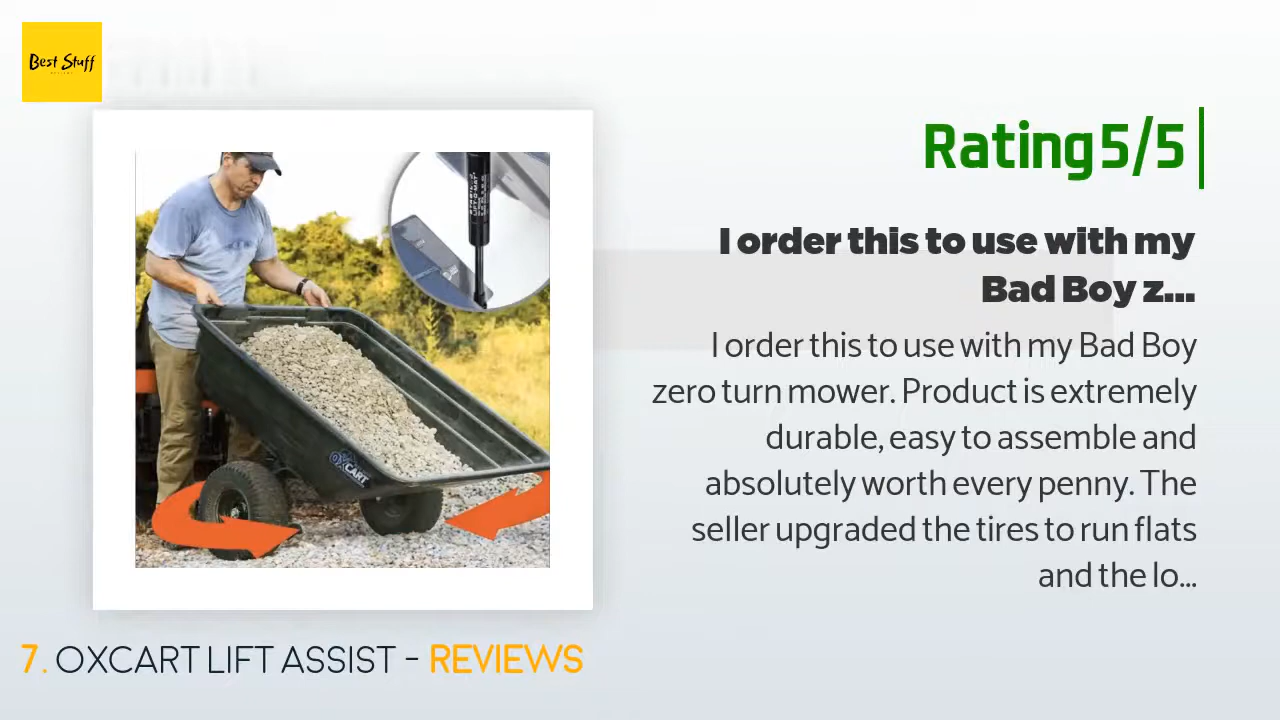 Best Stuff
Rating 5/5
I order this to use with my
Bad Boy z...
I order this to use with my Bad Boy
zero turn mower. Product is extremely
durable, easy to assemble and
absolutely worth every penny. The
seller upgraded the tires to run flats
and the lo...
OXCART
7. OXCART LIFT ASSIST - REVIEWS